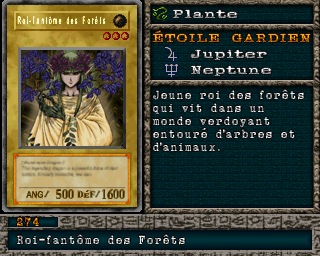 Roi-fantôme des Forêts
ANG/ 500 DÉF/1600
Plante
ÉTOILE GARDIEN
Jupiter
Neptune
Jeune roi des forêts
qui vit dans un
monde verdoyant
entouré d'arbres et
d'animaux.
274
Roi-fantôme des Forêts